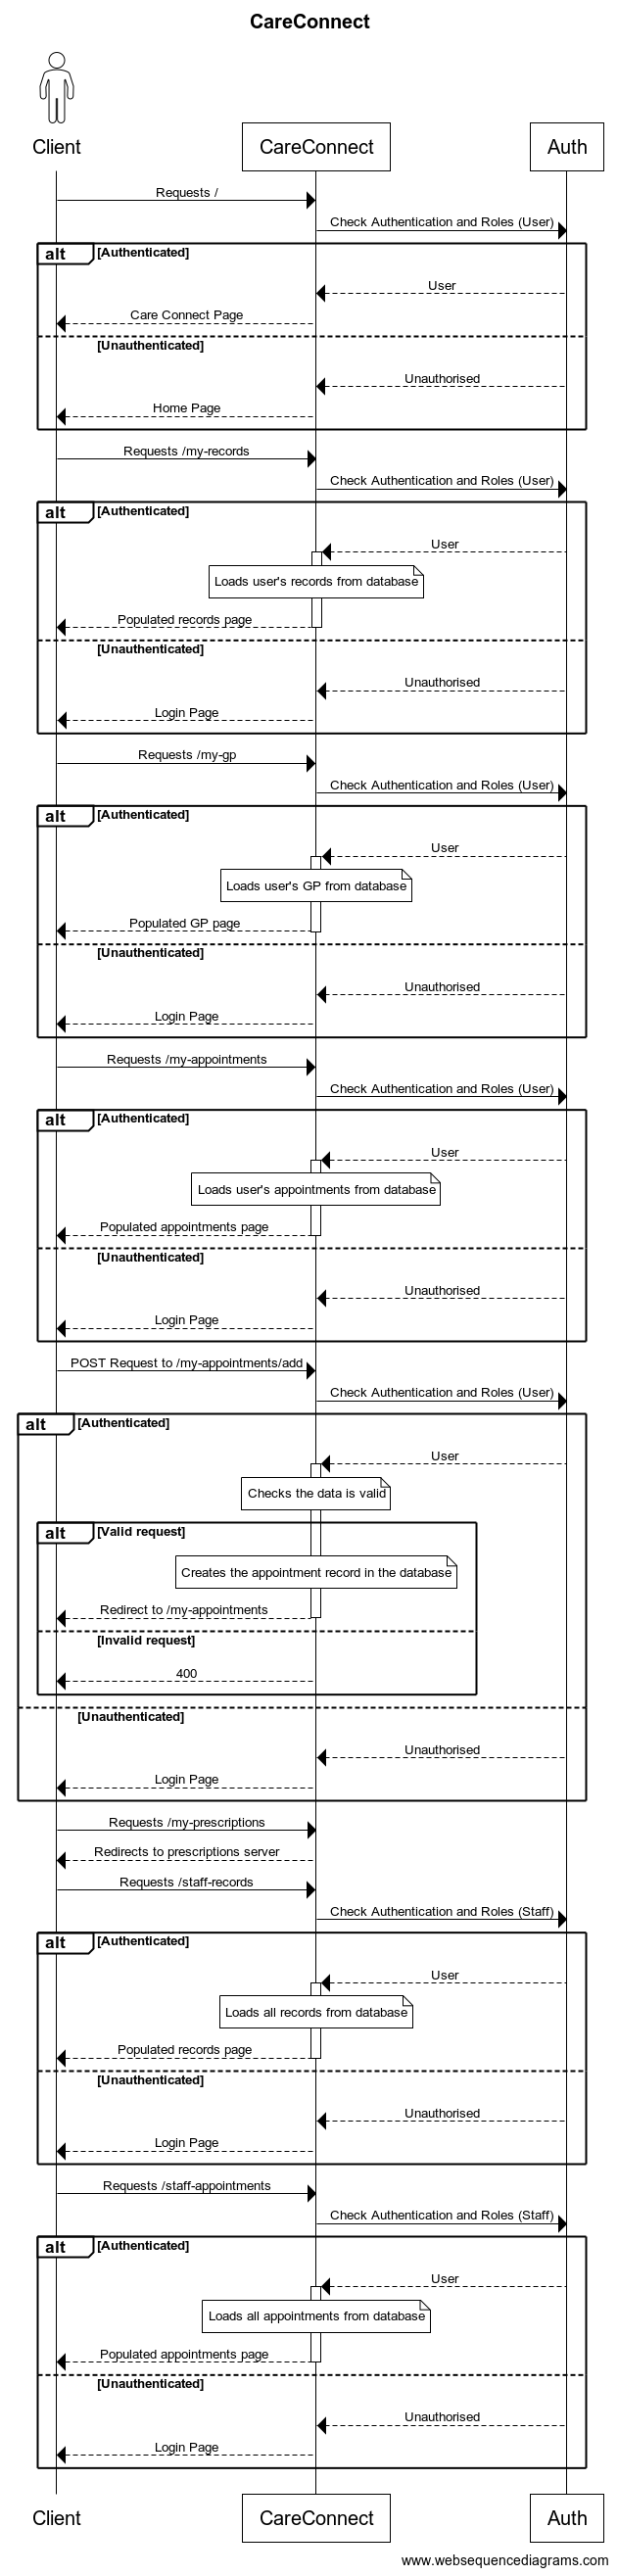 CareConnect
Client
CareConnect
Auth
Requests /
Check Authentication and Roles (User)
alt [Authenticated]
User
Care Connect Page
[Unauthenticated]
Unauthorised
Home Page
Requests /my-records
Check Authentication and Roles (User)
alt [Authenticated]
User
Loads user's records from database
Populated records page
[Unauthenticated]
Unauthorised
Login Page
Requests /my-gp
Check Authentication and Roles (User)
alt [Authenticated]
User
Loads user's GP from database
Populated GP page
[Unauthenticated]
Unauthorised
Login Page
Requests /my-appointments
Check Authentication and Roles (User)
alt [Authenticated]
User
Loads user's appointments from database
Populated appointments page
[Unauthenticated]
Unauthorised
Login Page
POST Request to /my-appointments/add
Check Authentication and Roles (User)
alt [Authenticated]
User
Checks the data is valid
alt [Valid request]
Creates the appointment record in the database
Redirect to /my-appointments
[Invalid request]
400
[Unauthenticated]
Unauthorised
Login Page
Requests /my-prescriptions
Redirects to prescriptions server
Requests /staff-records
Check Authentication and Roles (Staff)
alt [Authenticated]
User
Loads all records from database
Populated records page
[Unauthenticated]
Unauthorised
Login Page
Requests /staff-appointments
Check Authentication and Roles (Staff)
alt [Authenticated]
User
Loads all appointments from database
Populated appointments page
[Unauthenticated]
Unauthorised
Login Page
Client
CareConnect
Auth
www.websequencediagrams.com